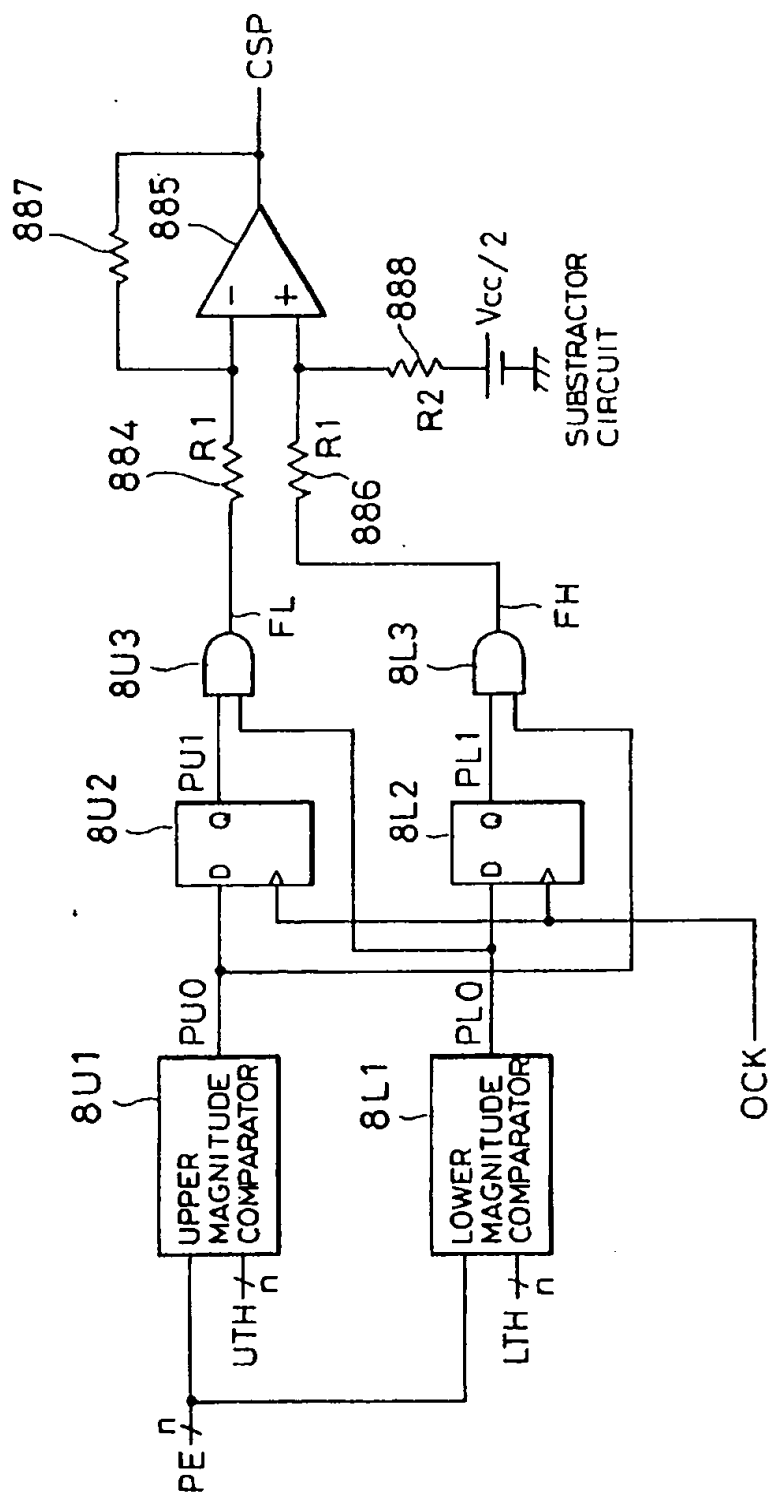 PE
n
UTH
n
LTH
n
8U1
UPPER
MAGNITUDE
COMPARATOR
PU0
8L1
LOWER
MAGNITUDE
COMPARATOR
PL0
OCK
8U2
D Q
PU1
8L2
D Q
PL1
8U3
FL
8L3
FH
884
R1
R1
886
887
885
-
+
CSP
888
R2
Vcc/2
SUBSTRACTOR
CIRCUIT